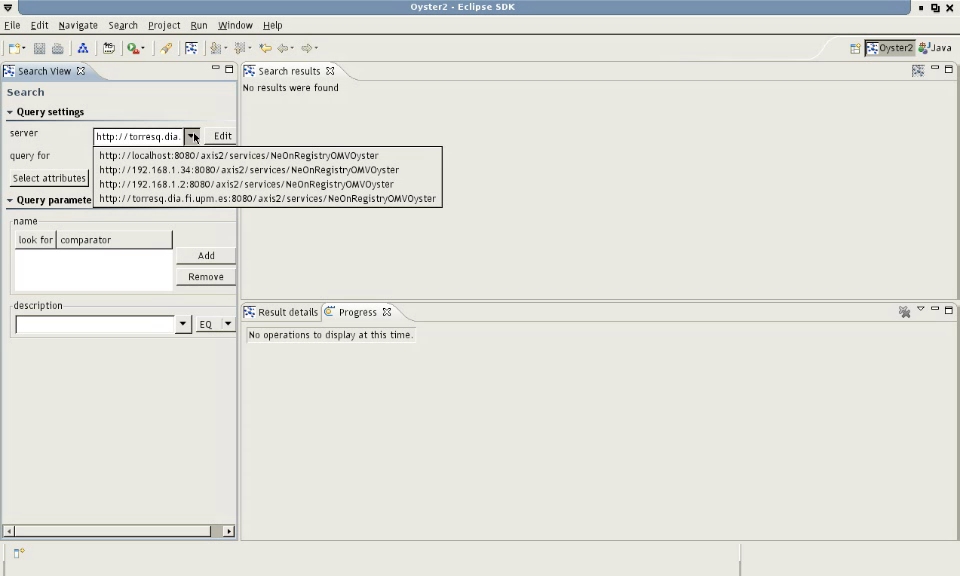 Oyster2 - Eclipse SDK
File Edit Navigate Search Project Run Window Help
Oyster2 Java
Search View
Search
Query settings
server http://torresq.dia. Edit
query for
http://localhost:8080/axis2/services/NeOnRegistryOMVOyster
http://192.168.1.34:8080/axis2/services/NeOnRegistryOMVOyster
http://192.168.1.2:8080/axis2/services/NeOnRegistryOMVOyster
http://torresq.dia.fi.upm.es:8080/axis2/services/NeOnRegistryOMVOyster
Select attributes
Query paramete
name
look for comparator
Add
Remove
description
EQ
Search results
No results were found
Result details Progress
No operations to display at this time.